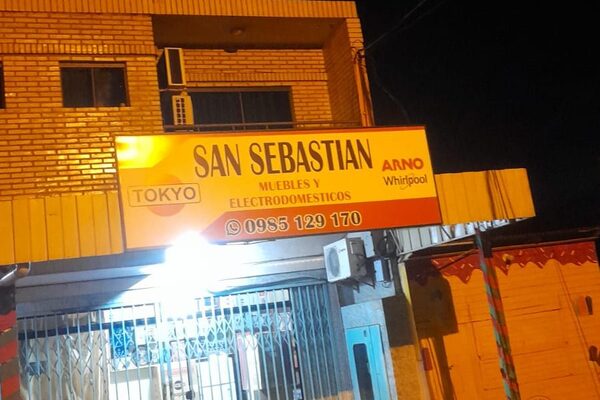 SAN SEBASTIAN
TOKYO
MUEBLES Y
ELECTRODOMESTICOS
0985 129 170
ARNO
Whirlpool